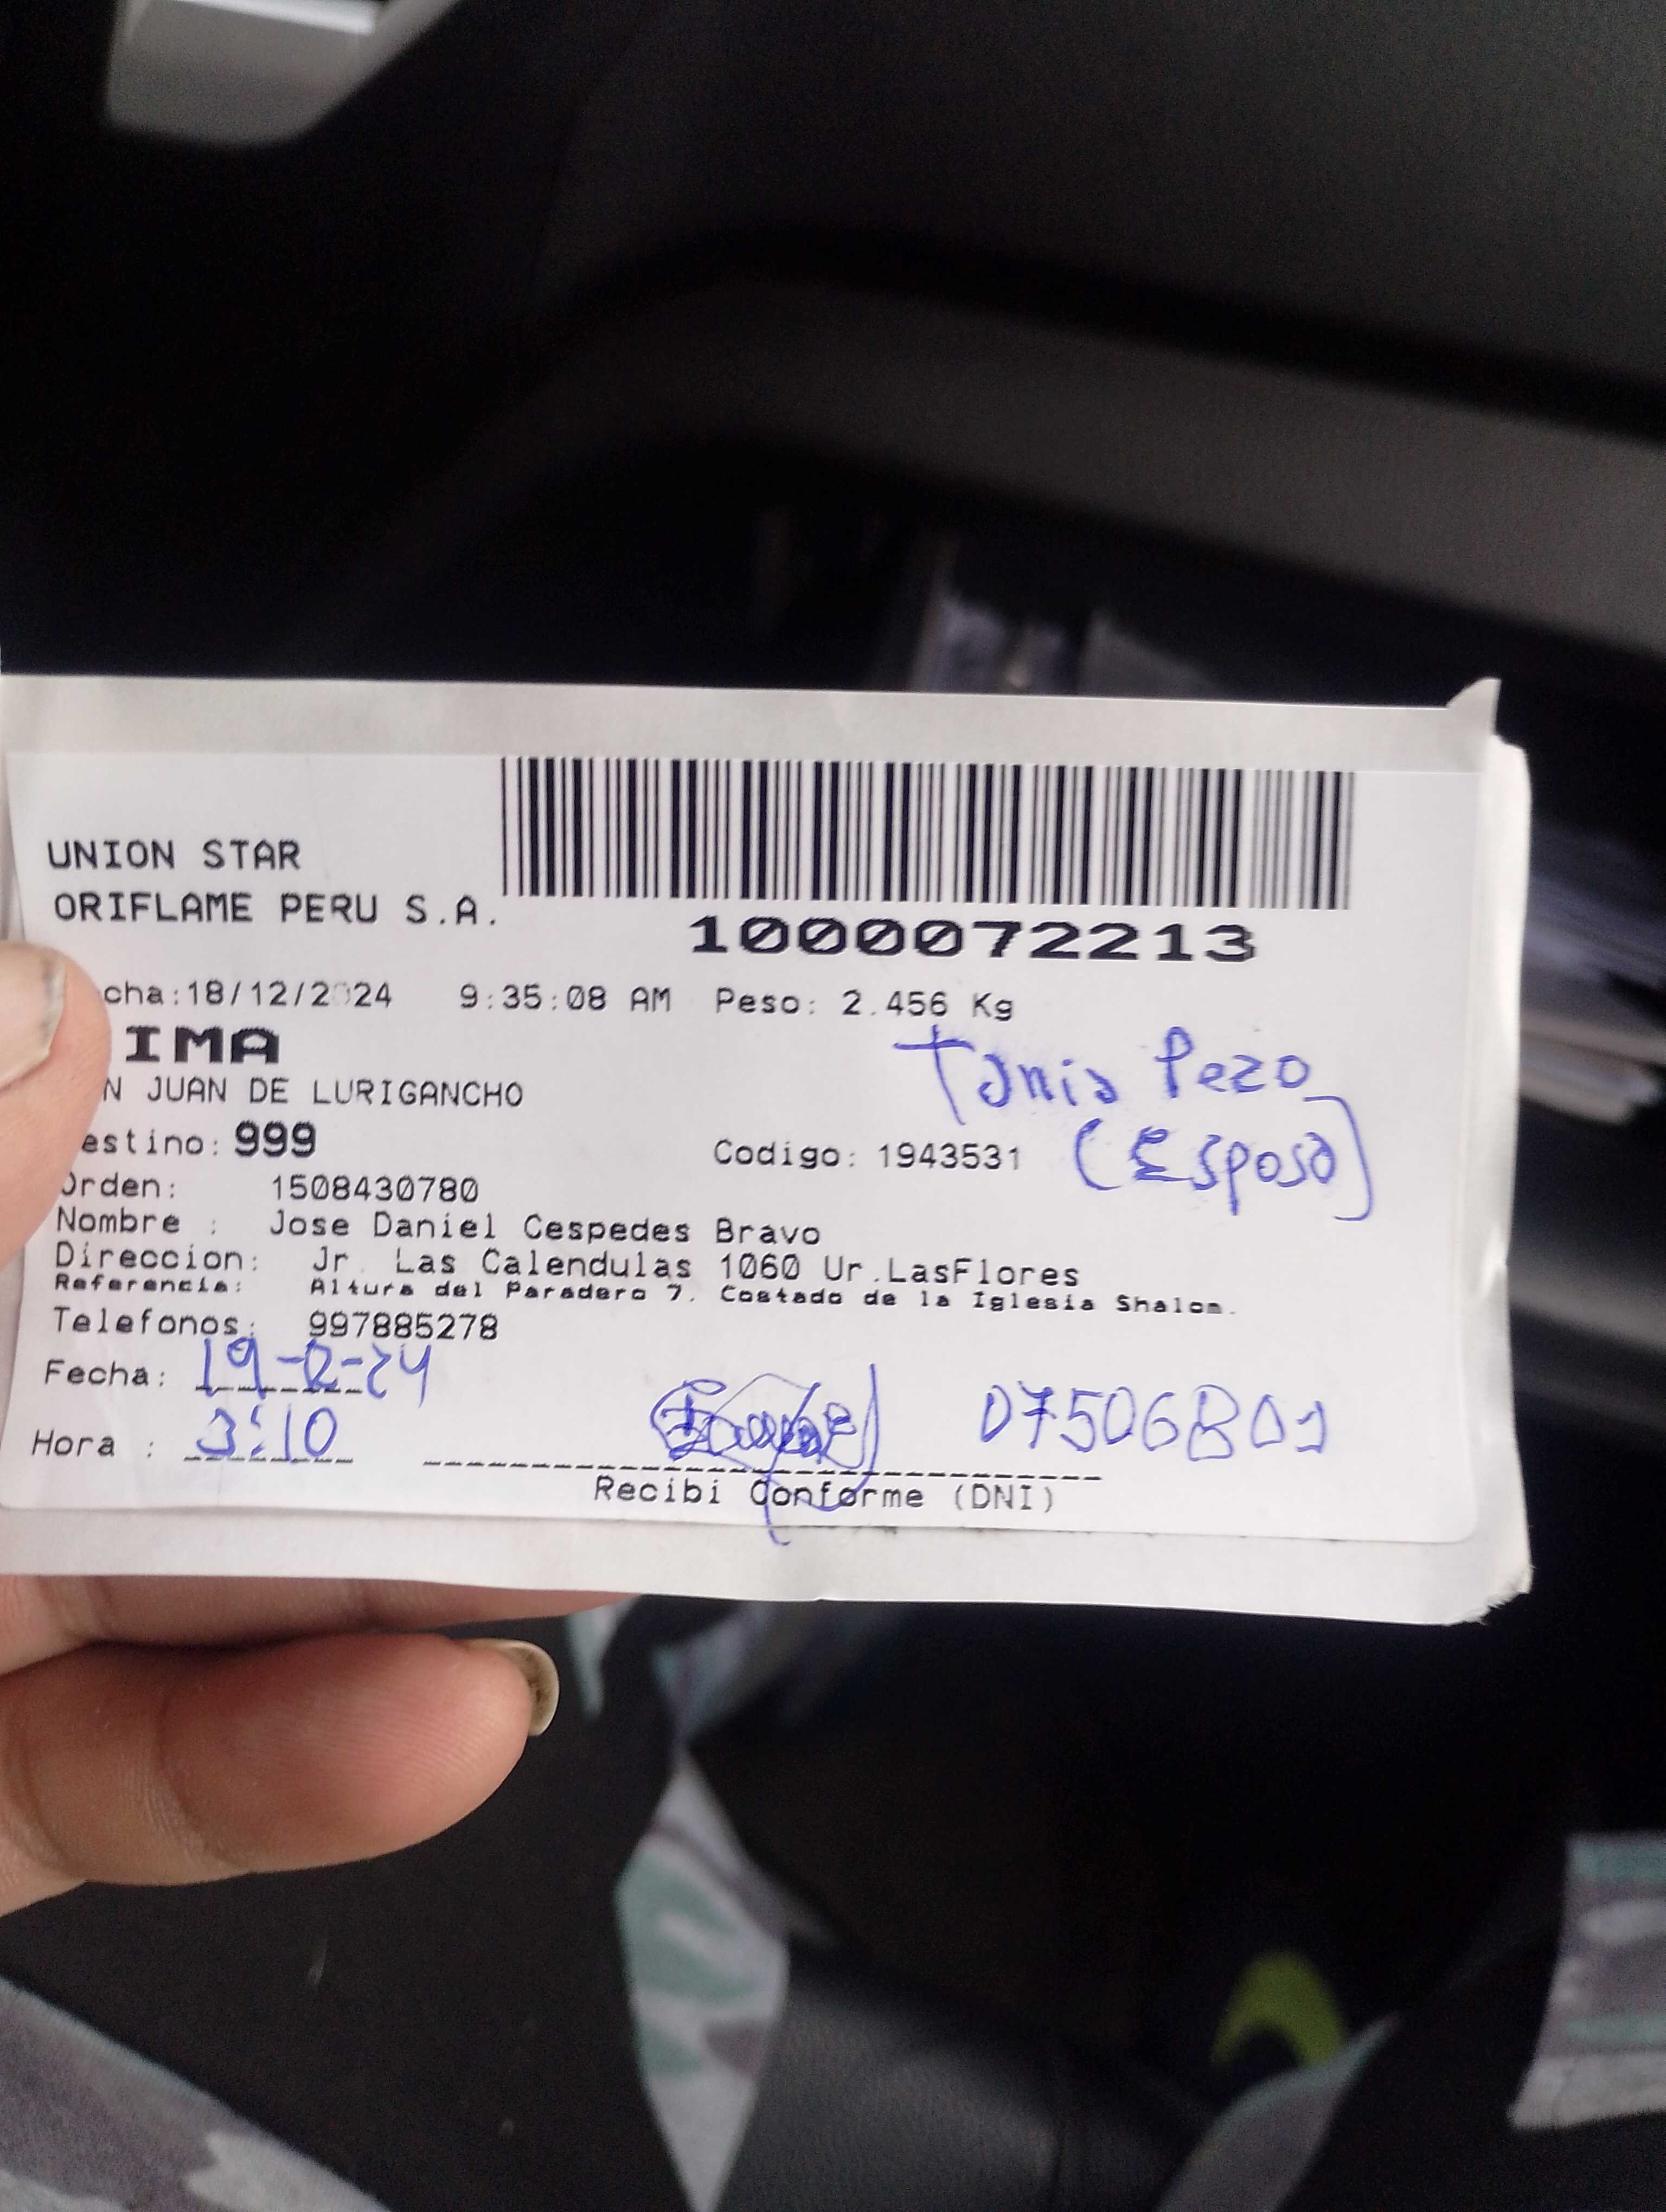 UNION STAR
ORIFLAME PERU S.A.
1000072213
cha:18/12/2024 9:35:08 AM Peso: 2.456 Kg
IMA
Tania Pezo
N JUAN DE LURIGANCHO
estino: 999
Codigo: 1943531 (Esposa)
Orden: 1508430780
Nombre : Jose Daniel Cespedes Bravo
Direccion: Jr. Las Calendulas 1060 Ur.LasFlores
Referencia: Altura del Paradero 7. Costado de la Iglesia Shalom.
Telefonos: 997885278
Fecha: 19-12-24
Hora : 3:10
Recibi Conforme (DNI)